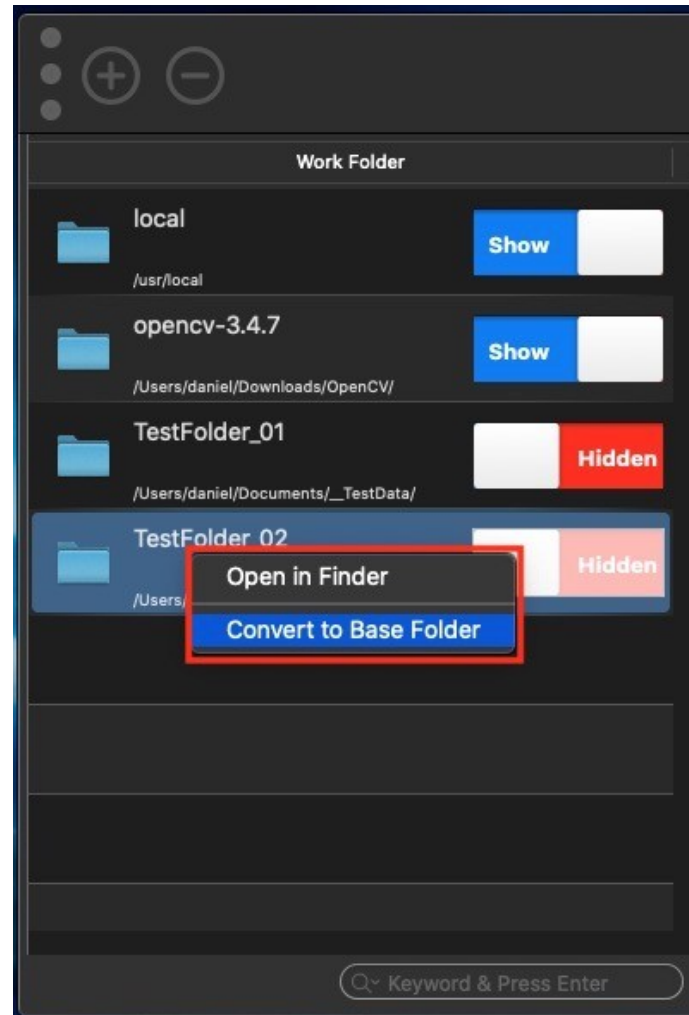 Work Folder
local
Show
/usr/local
opencv-3.4.7
Show
/Users/daniel/Downloads/OpenCV/
TestFolder_01
Hidden
/Users/daniel/Documents/__TestData/
TestFolder_02
Hidden
Open in Finder
/Users/
Convert to Base Folder
Keyword & Press Enter